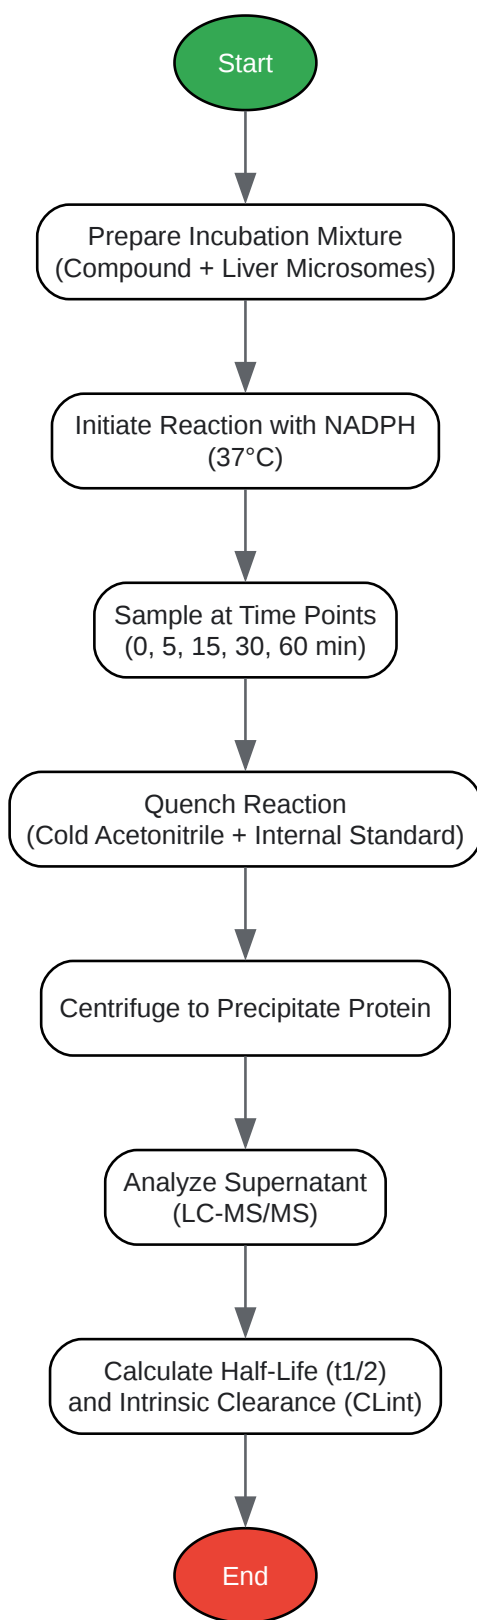 Start
Prepare Incubation Mixture
(Compound + Liver Microsomes)
Initiate Reaction with NADPH
(37°C)
Sample at Time Points
(0, 5, 15, 30, 60 min)
Quench Reaction
(Cold Acetonitrile + Internal Standard)
Centrifuge to Precipitate Protein
Analyze Supernatant
(LC-MS/MS)
Calculate Half-Life (t1/2)
and Intrinsic Clearance (CLint)
End